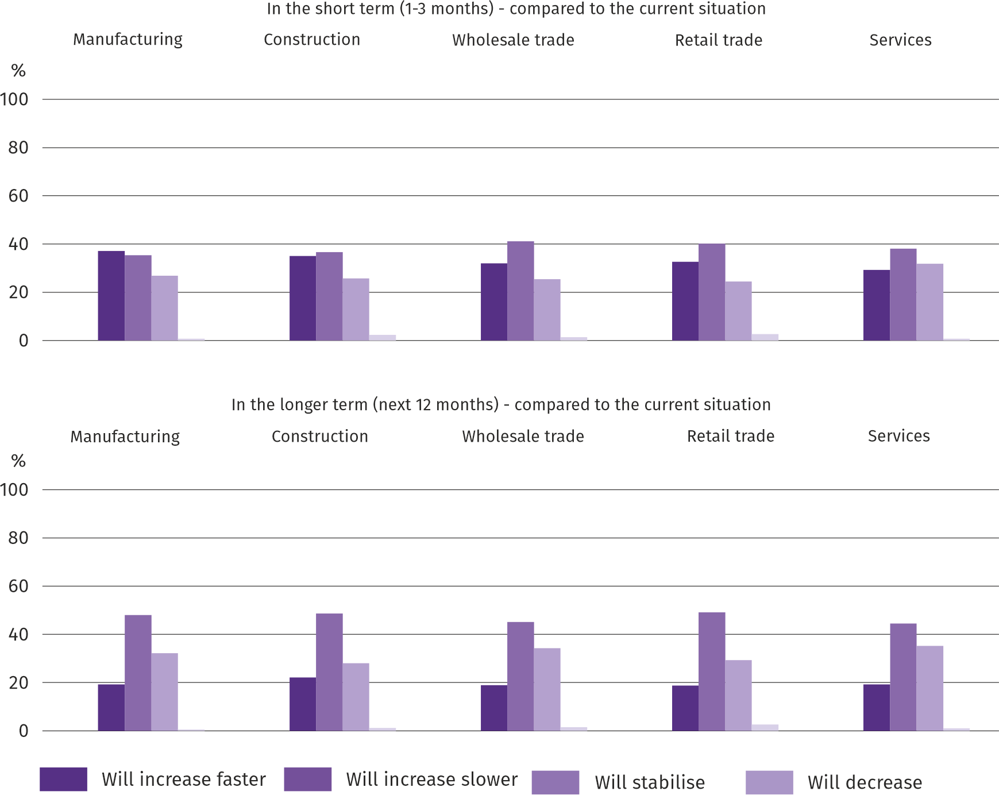 In the short term (1-3 months) - compared to the current situation
Manufacturing Construction Wholesale trade Retail trade Services
%
100
80
60
40
20
0
In the longer term (next 12 months) - compared to the current situation
Manufacturing Construction Wholesale trade Retail trade Services
%
100
80
60
40
20
0
Will increase faster Will increase slower Will stabilise Will decrease